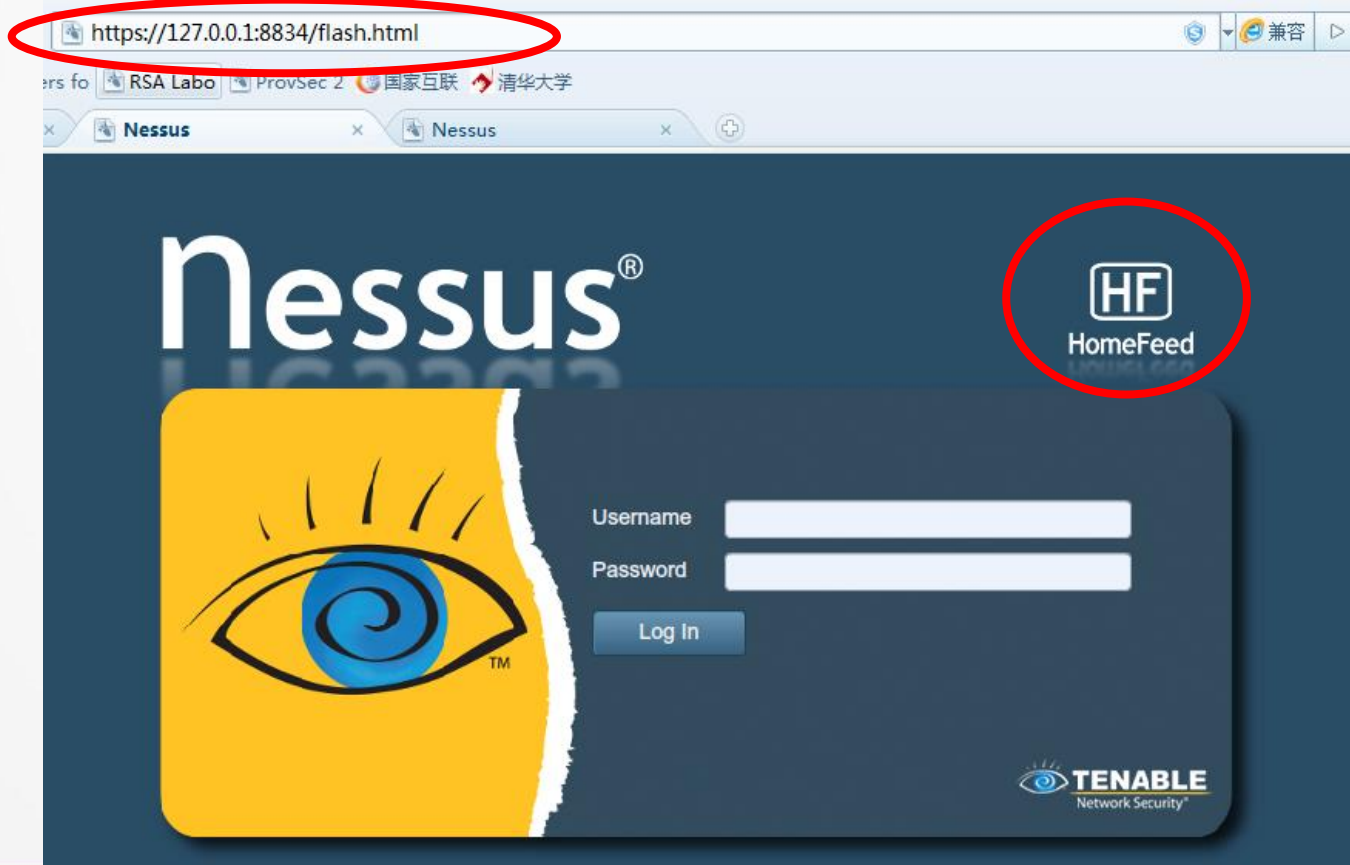 https://127.0.0.1:8834/flash.html
兼容
ers fo RSA Labo ProvSec 2 国家互联 清华大学
Nessus Nessus
Nessus®
HF
HomeFeed
Username
Password
Log In
TM
TENABLE
Network Security®